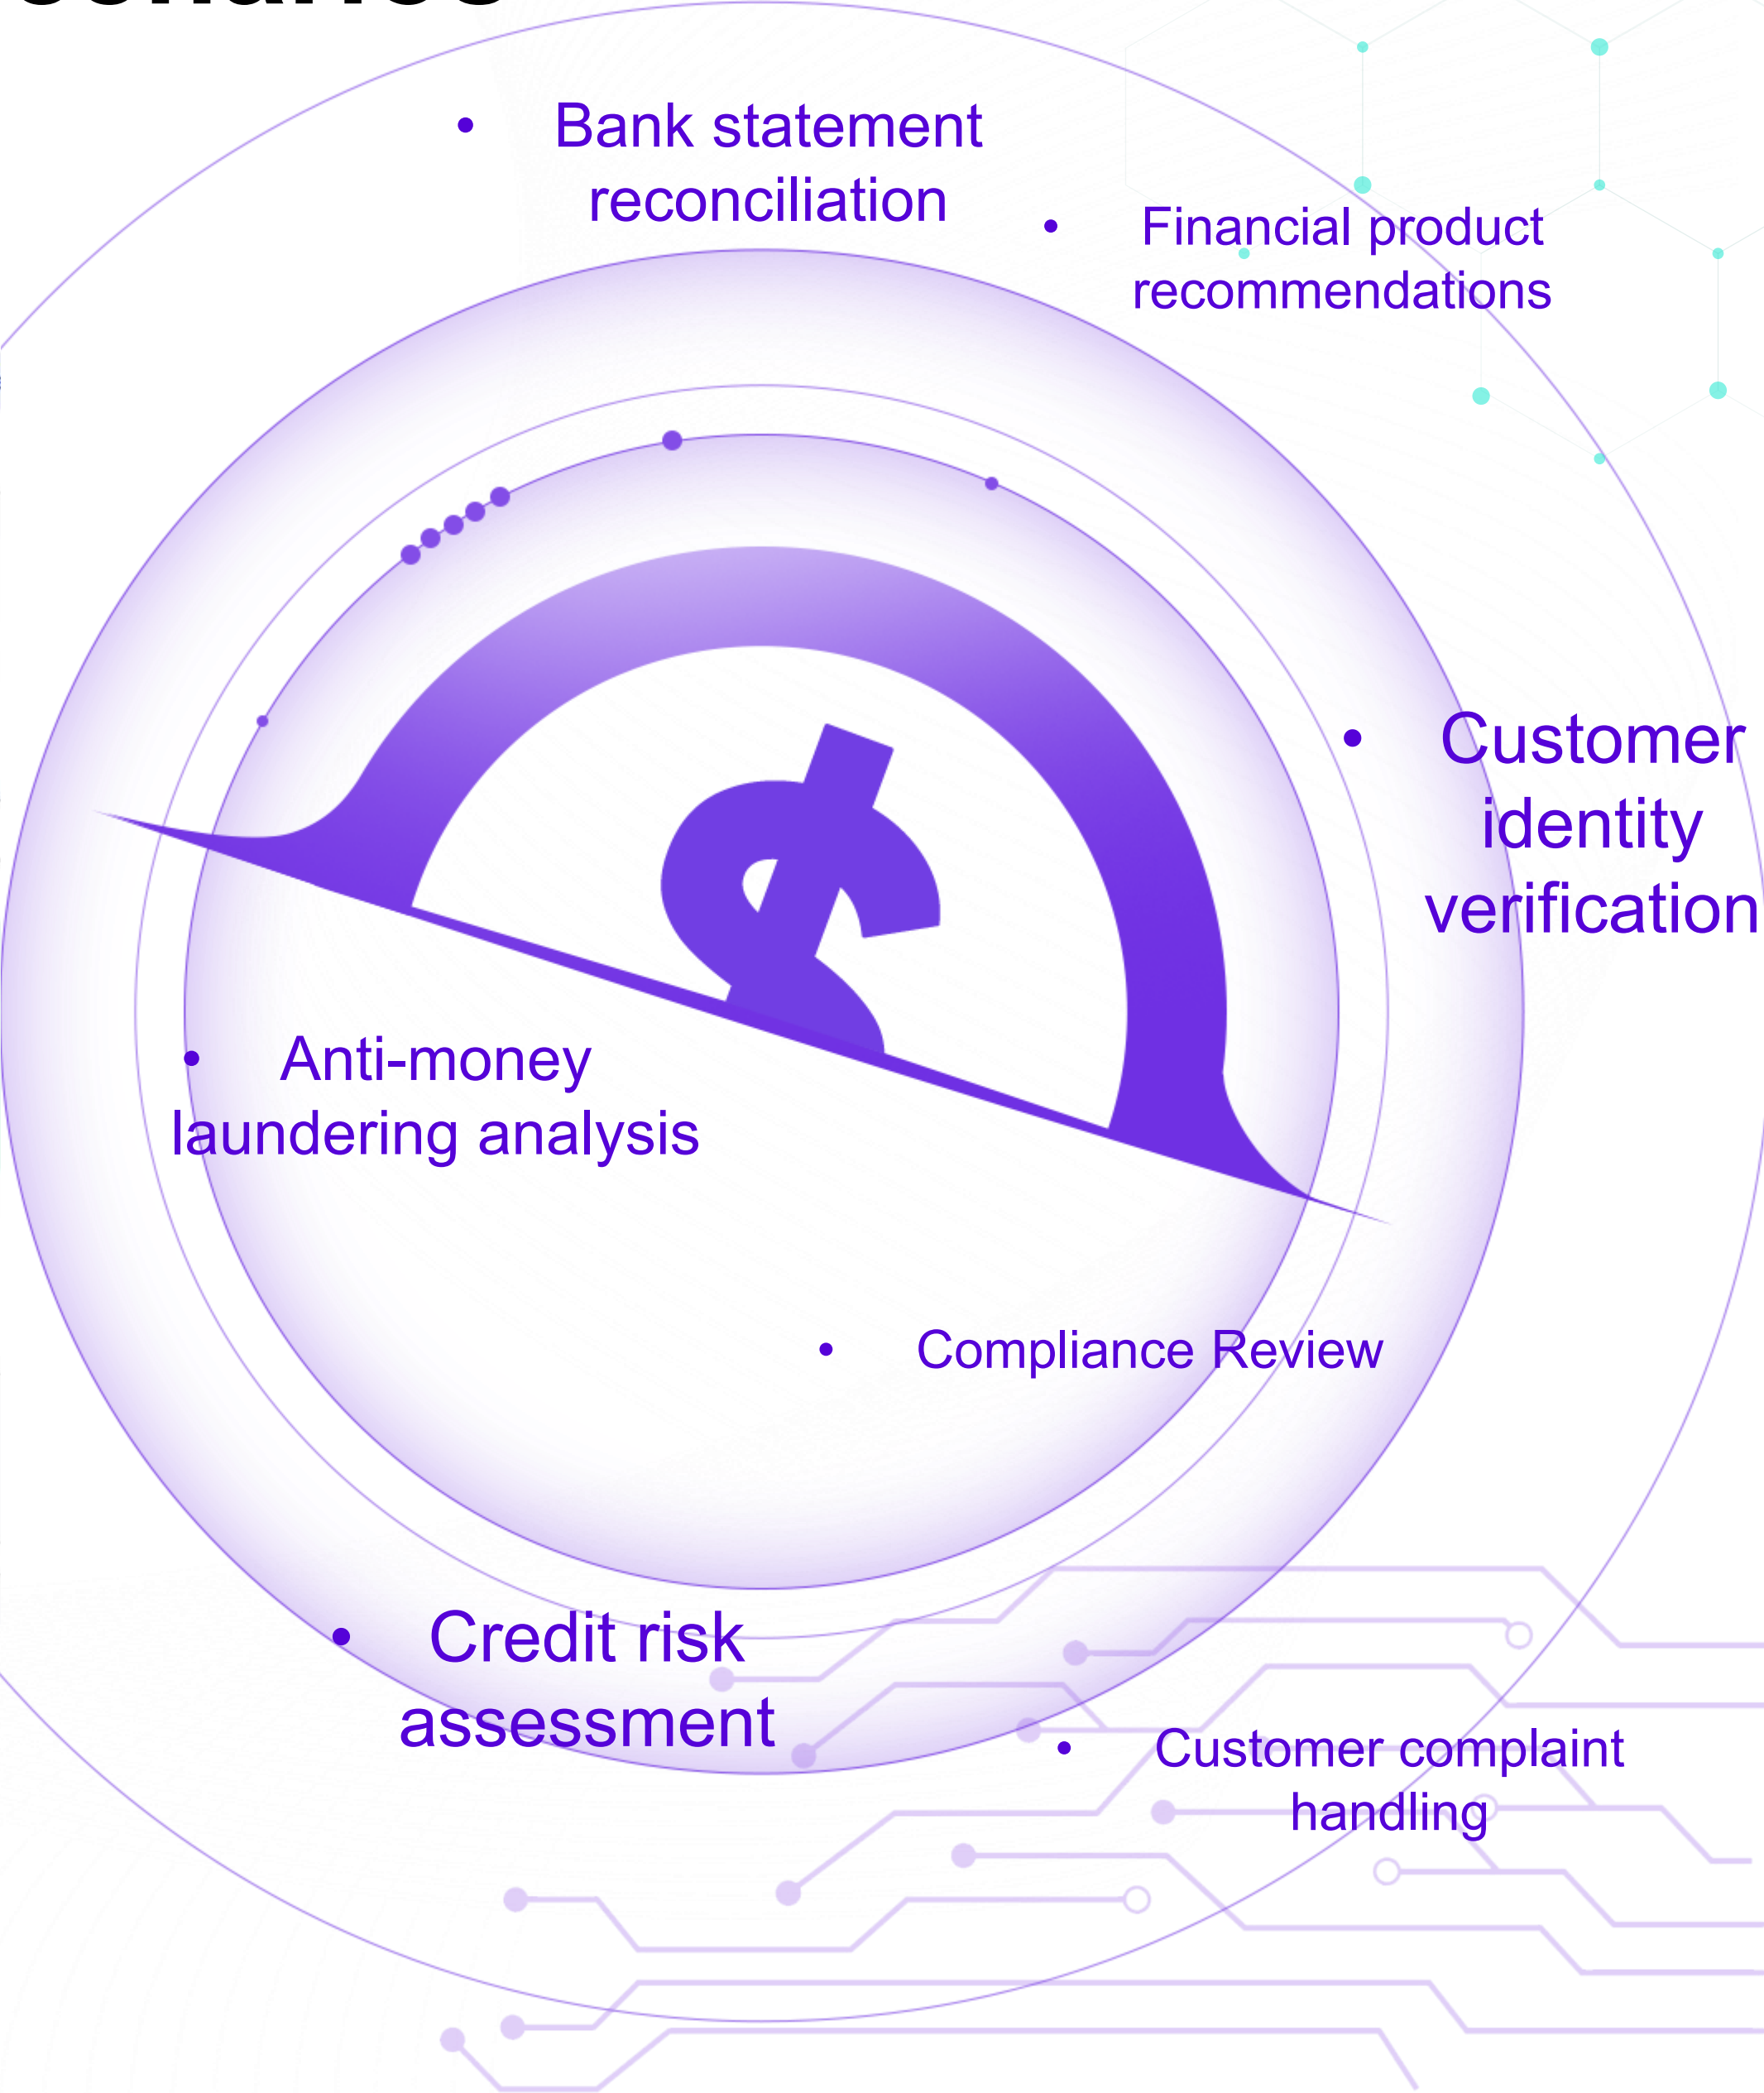 • Bank statement
reconciliation
• Financial product
recommendations
• Customer
identity
verification
• Anti-money
laundering analysis
• Compliance Review
• Credit risk
assessment
• Customer complaint
handling